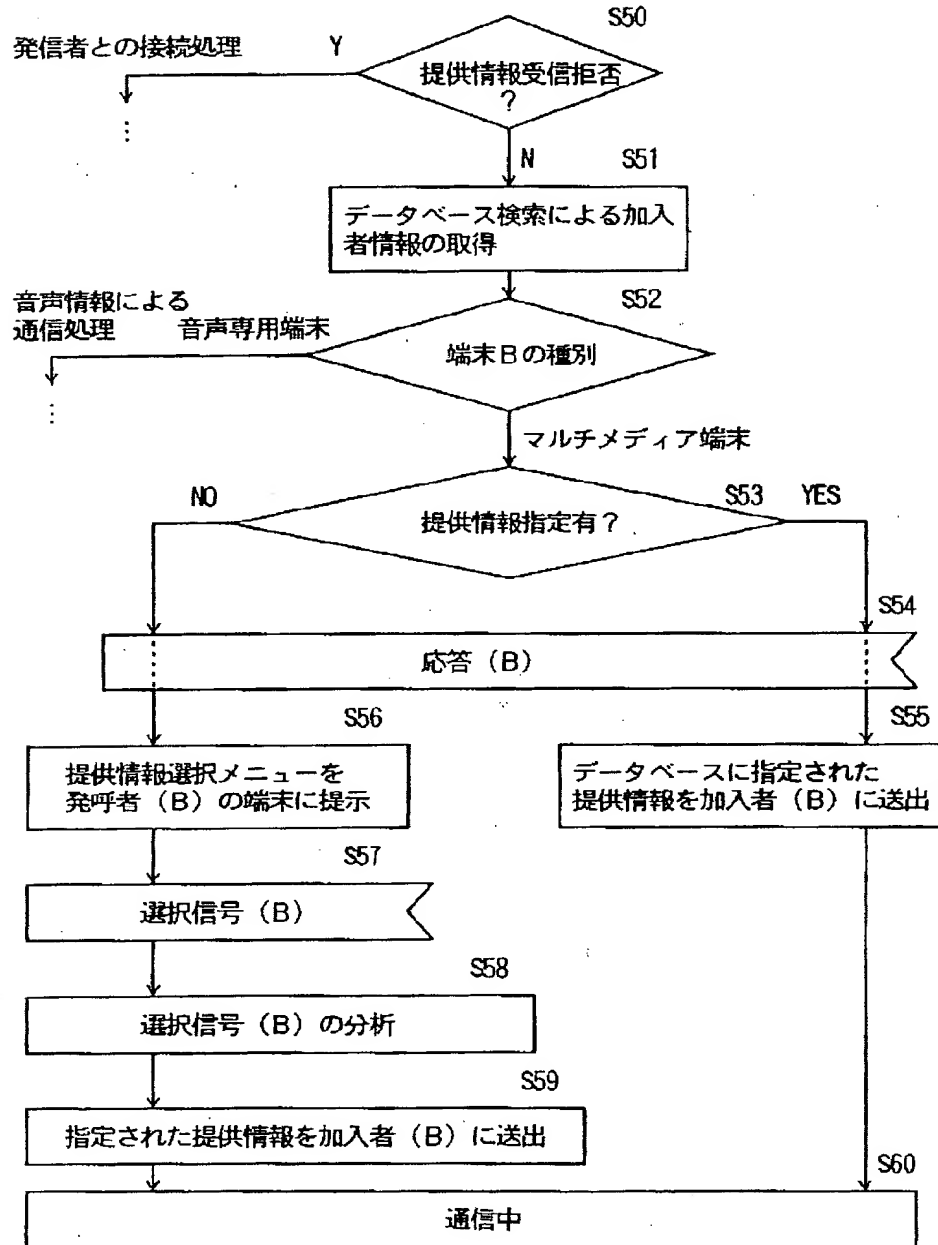 S50
発信者との接続処理 Y
提供情報受信拒否
?
⋮
N S51
データベース検索による加入
者情報の取得
S52
音声情報による
通信処理 音声専用端末
端末Bの種別
⋮
マルチメディア端末
NO S53 YES
提供情報指定有?
S54
応答(B)
S56 S55
提供情報選択メニューを
発呼者(B)の端末に提示
データベースに指定された
提供情報を加入者(B)に送出
S57
選択信号(B)
S58
選択信号(B)の分析
S59
指定された提供情報を加入者(B)に送出
S60
通信中